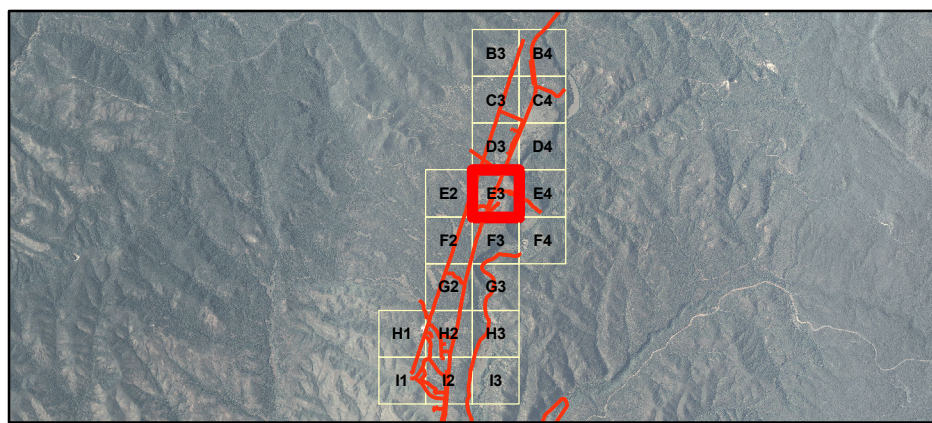 B3 B4
C3 C4
D3 D4
E2 E3 E4
F2 F3 F4
G2 G3
H1 H2 H3
I1 I2 I3